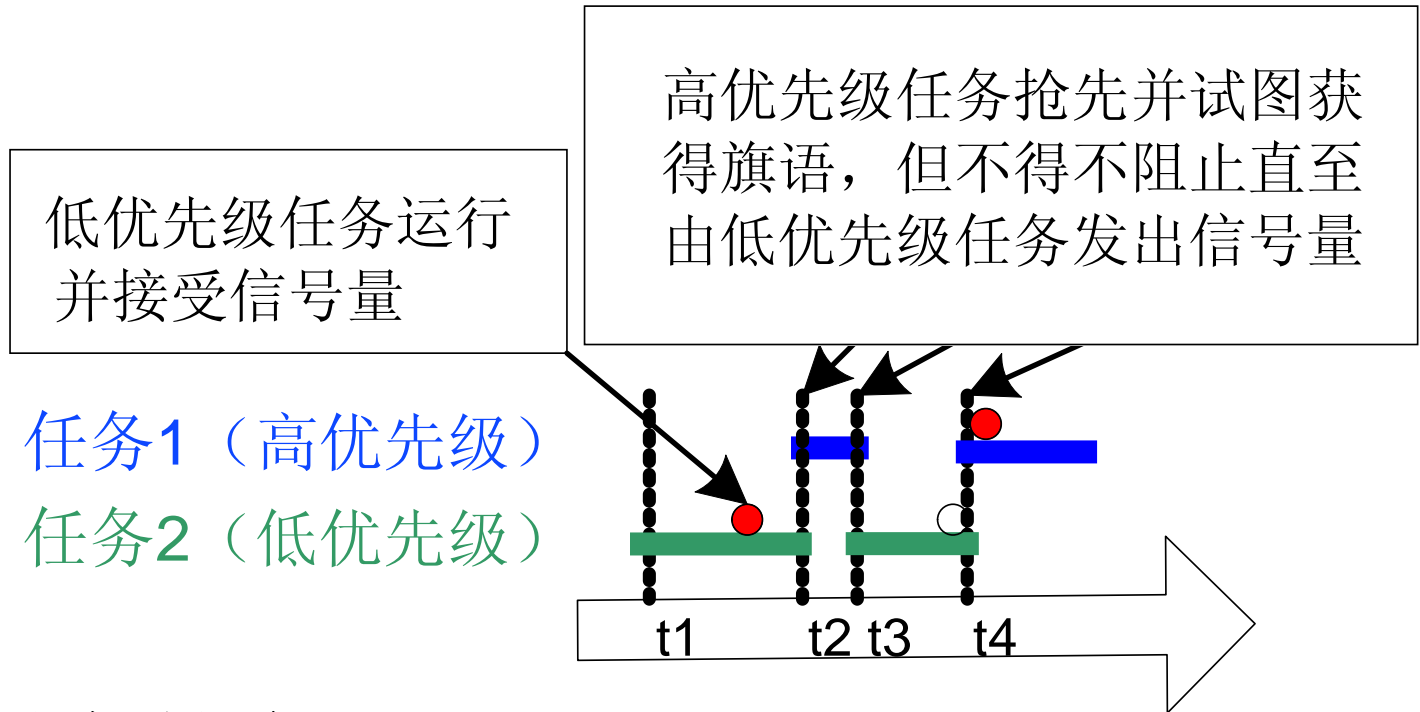 高优先级任务抢先并试图获
得旗语，但不得不阻止直至
由低优先级任务发出信号量
低优先级任务运行
并接受信号量
任务1（高优先级）
任务2（低优先级）
t1 t2 t3 t4